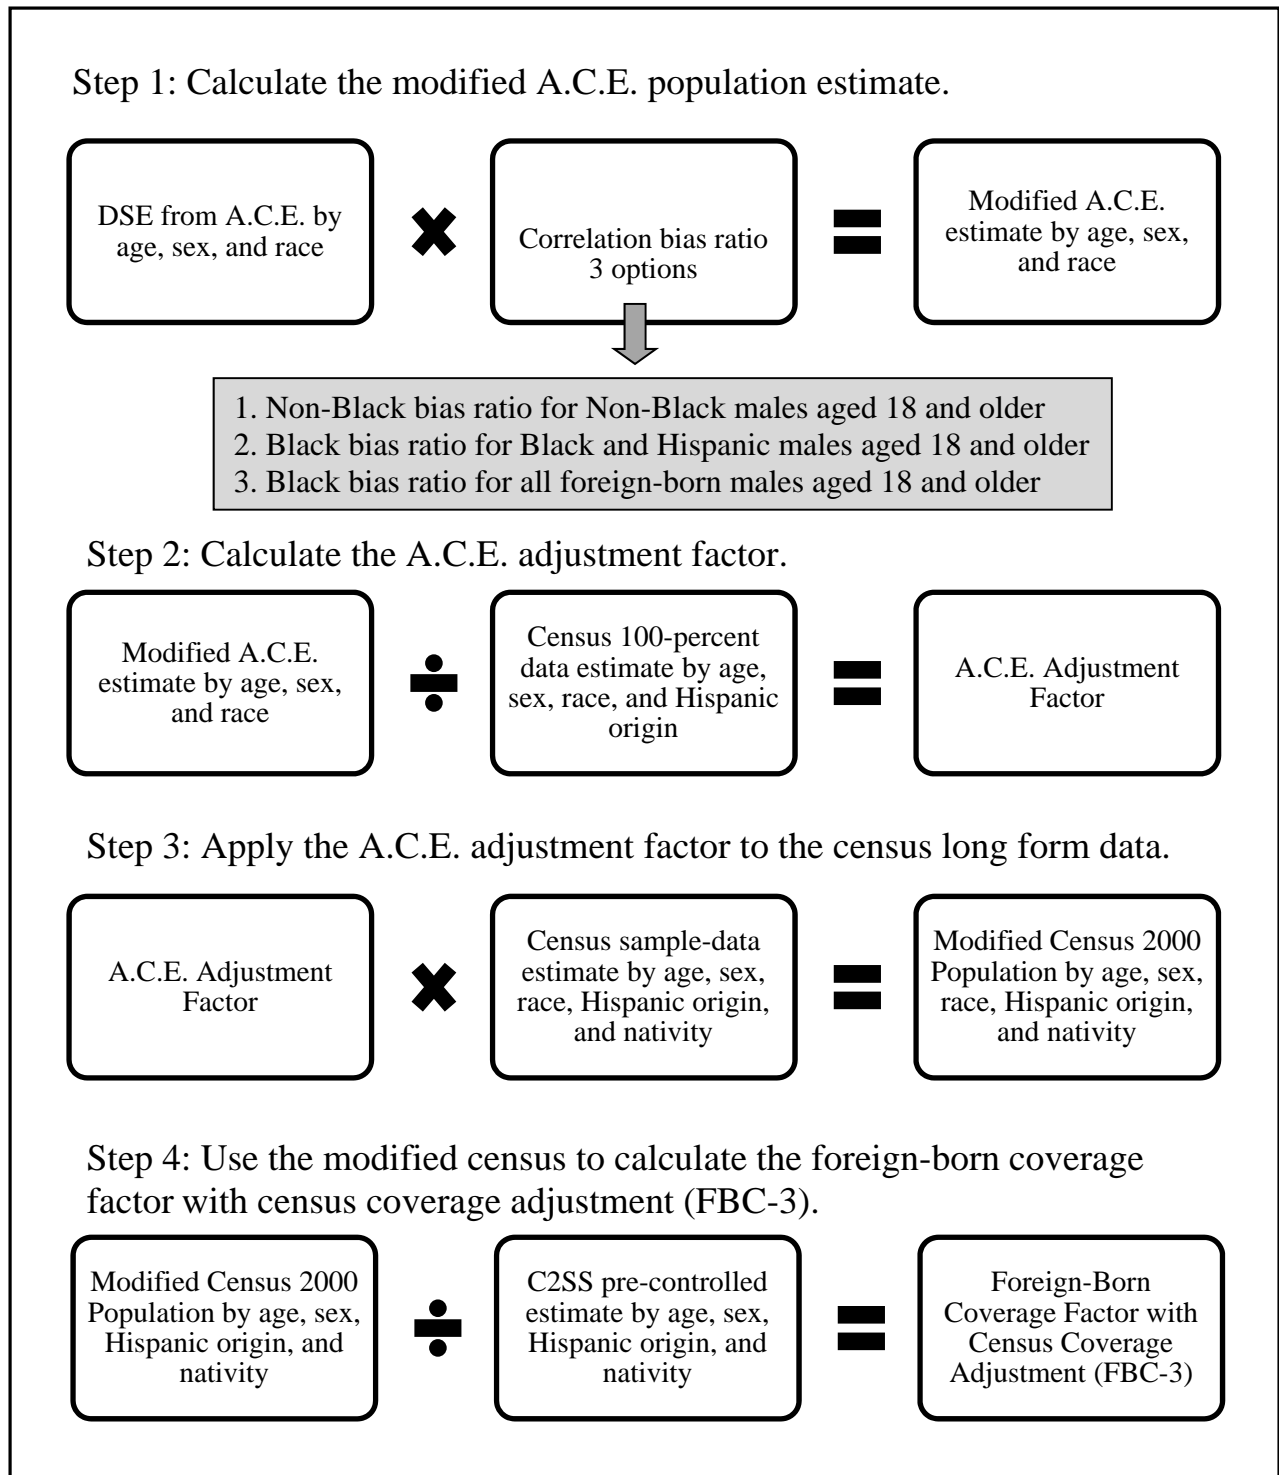 Step 1: Calculate the modified A.C.E. population estimate.
DSE from A.C.E. by
age, sex, and race
Correlation bias ratio
3 options
Modified A.C.E.
estimate by age, sex,
and race
1. Non-Black bias ratio for Non-Black males aged 18 and older
2. Black bias ratio for Black and Hispanic males aged 18 and older
3. Black bias ratio for all foreign-born males aged 18 and older
Step 2: Calculate the A.C.E. adjustment factor.
Modified A.C.E.
estimate by age, sex,
and race
Census 100-percent
data estimate by age,
sex, race, and Hispanic
origin
A.C.E. Adjustment
Factor
Step 3: Apply the A.C.E. adjustment factor to the census long form data.
A.C.E. Adjustment
Factor
Census sample-data
estimate by age, sex,
race, Hispanic origin,
and nativity
Modified Census 2000
Population by age, sex,
race, Hispanic origin,
and nativity
Step 4: Use the modified census to calculate the foreign-born coverage
factor with census coverage adjustment (FBC-3).
Modified Census 2000
Population by age, sex,
Hispanic origin, and
nativity
C2SS pre-controlled
estimate by age, sex,
Hispanic origin, and
nativity
Foreign-Born
Coverage Factor with
Census Coverage
Adjustment (FBC-3)